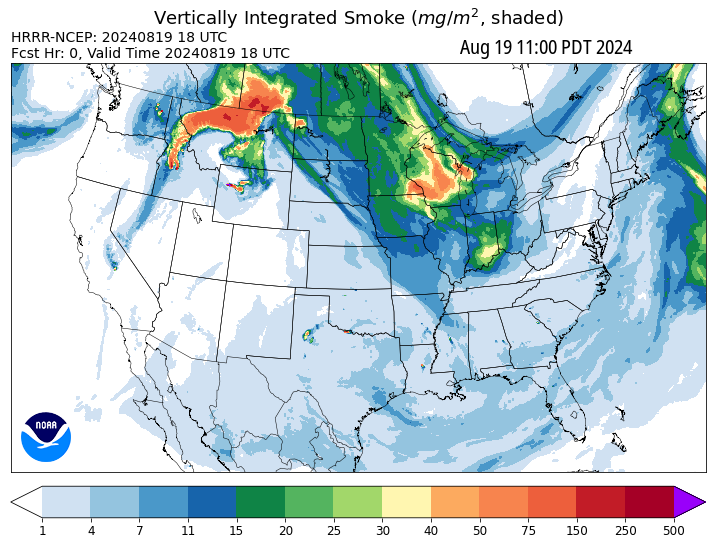 Vertically Integrated Smoke (mg/m², shaded)
HRRR-NCEP: 20240819 18 UTC
Fcst Hr: 0, Valid Time 20240819 18 UTC
Aug 19 11:00 PDT 2024
NOAA
1 4 7 11 15 20 25 30 40 50 75 150 250 500